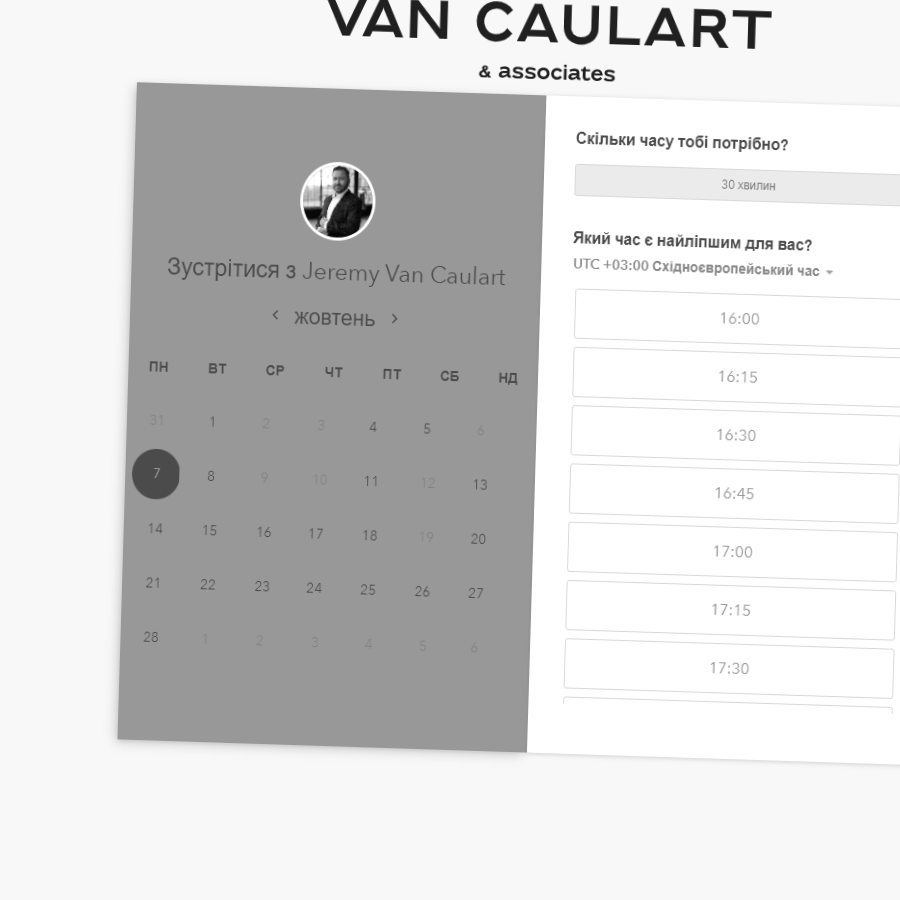 VAN CAULART
& associates
Зустрітися з Jeremy Van Caulart
‹ жовтень ›
ПН ВТ СР ЧТ ПТ СБ НД
31 1 2 3 4 5 6
7 8 9 10 11 12 13
14 15 16 17 18 19 20
21 22 23 24 25 26 27
28 1 2 3 4 5 6
Скільки часу тобі потрібно?
30 хвилин
Який час є найліпшим для вас?
UTC +03:00 Східноєвропейський час
16:00
16:15
16:30
16:45
17:00
17:15
17:30